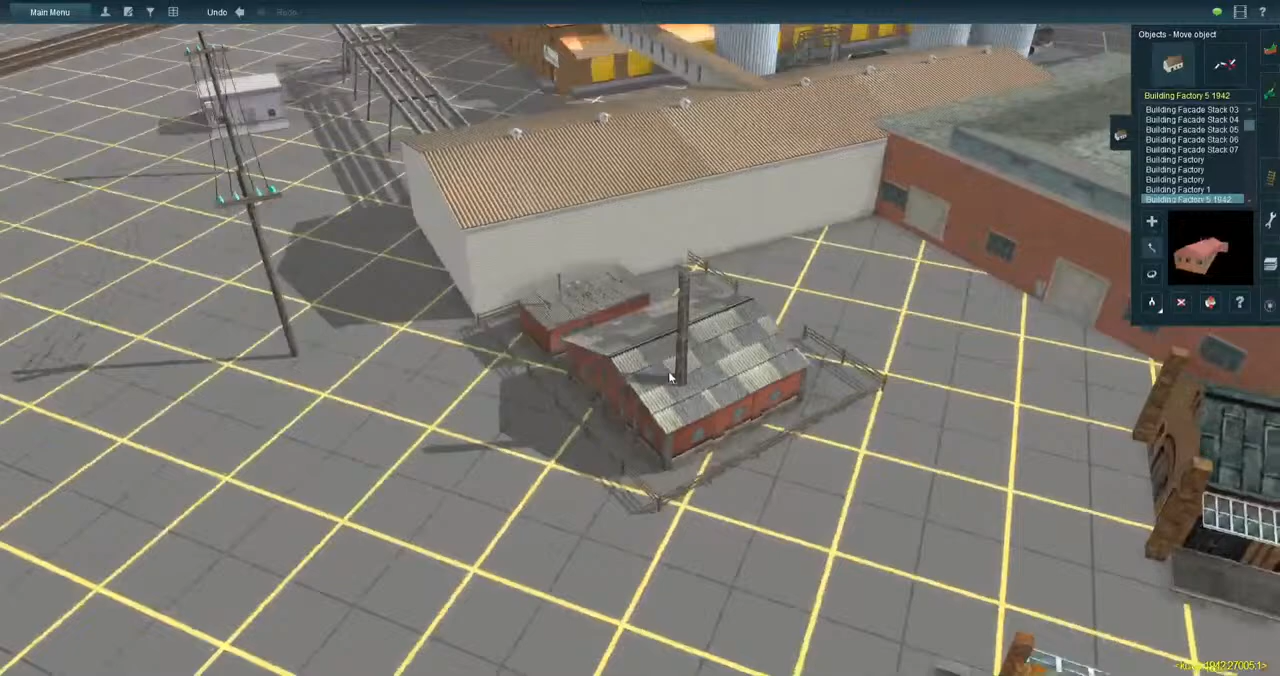 Main Menu
Undo
Redo
Objects - Move object
Building Factory 5 1942
Building Facade Stack 03
Building Facade Stack 04
Building Facade Stack 05
Building Facade Stack 06
Building Facade Stack 07
Building Factory
Building Factory
Building Factory
Building Factory 1
Building Factory 5 1942